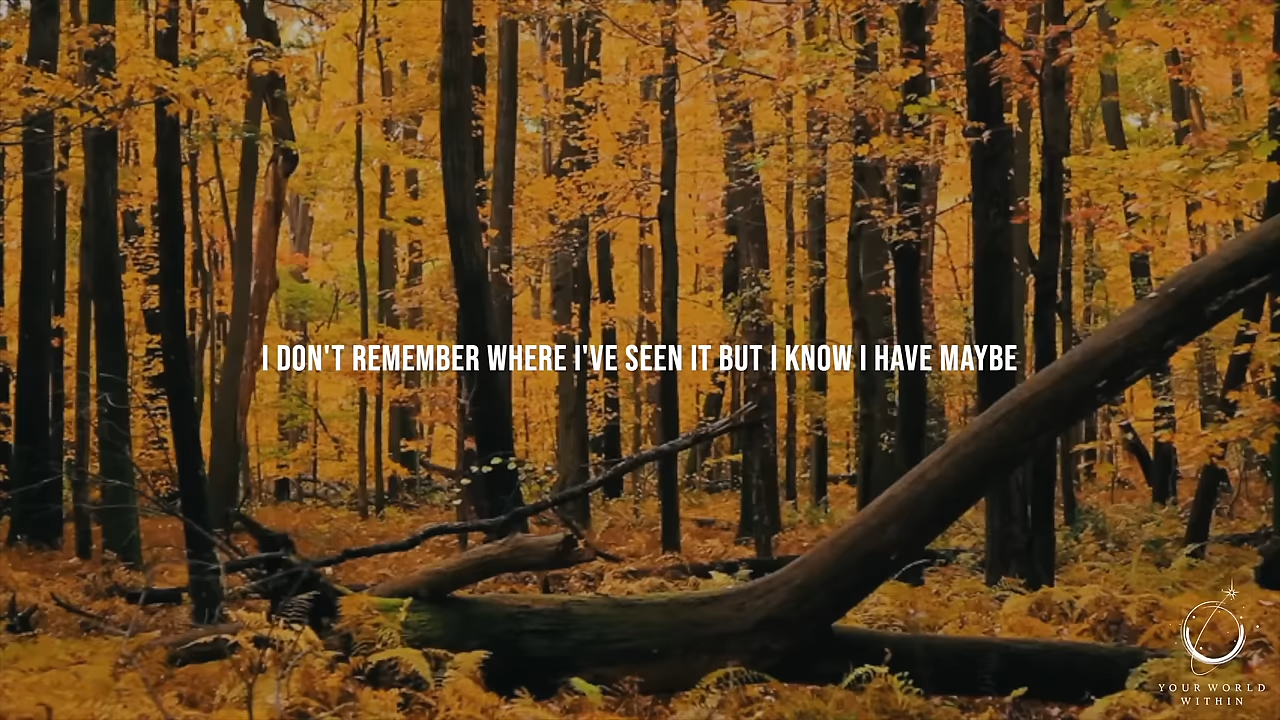 I DON'T REMEMBER WHERE I'VE SEEN IT BUT I KNOW I HAVE MAYBE
YOUR WORLD
WITHIN